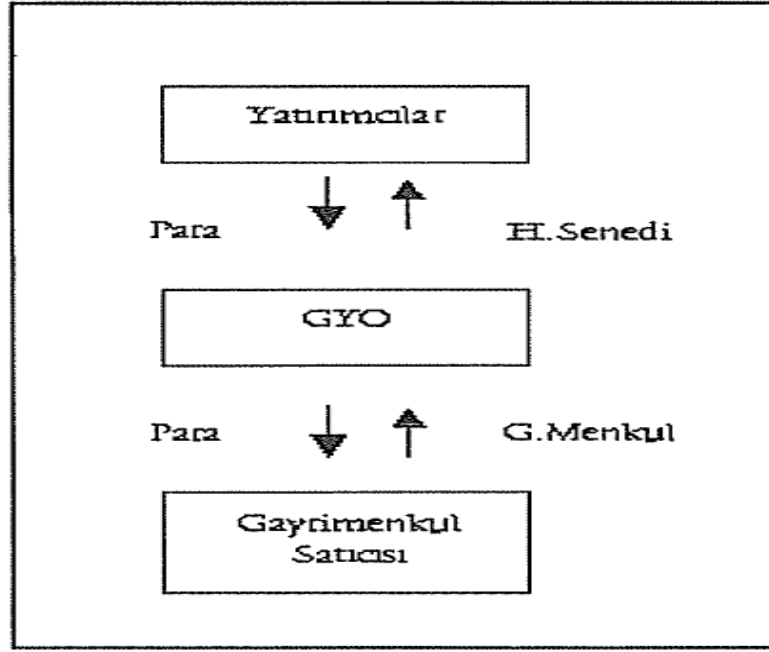 Yatırımcılar
Para
H.Senedi
GYO
Para
G.Menkul
Gayrimenkul
Satıcısı